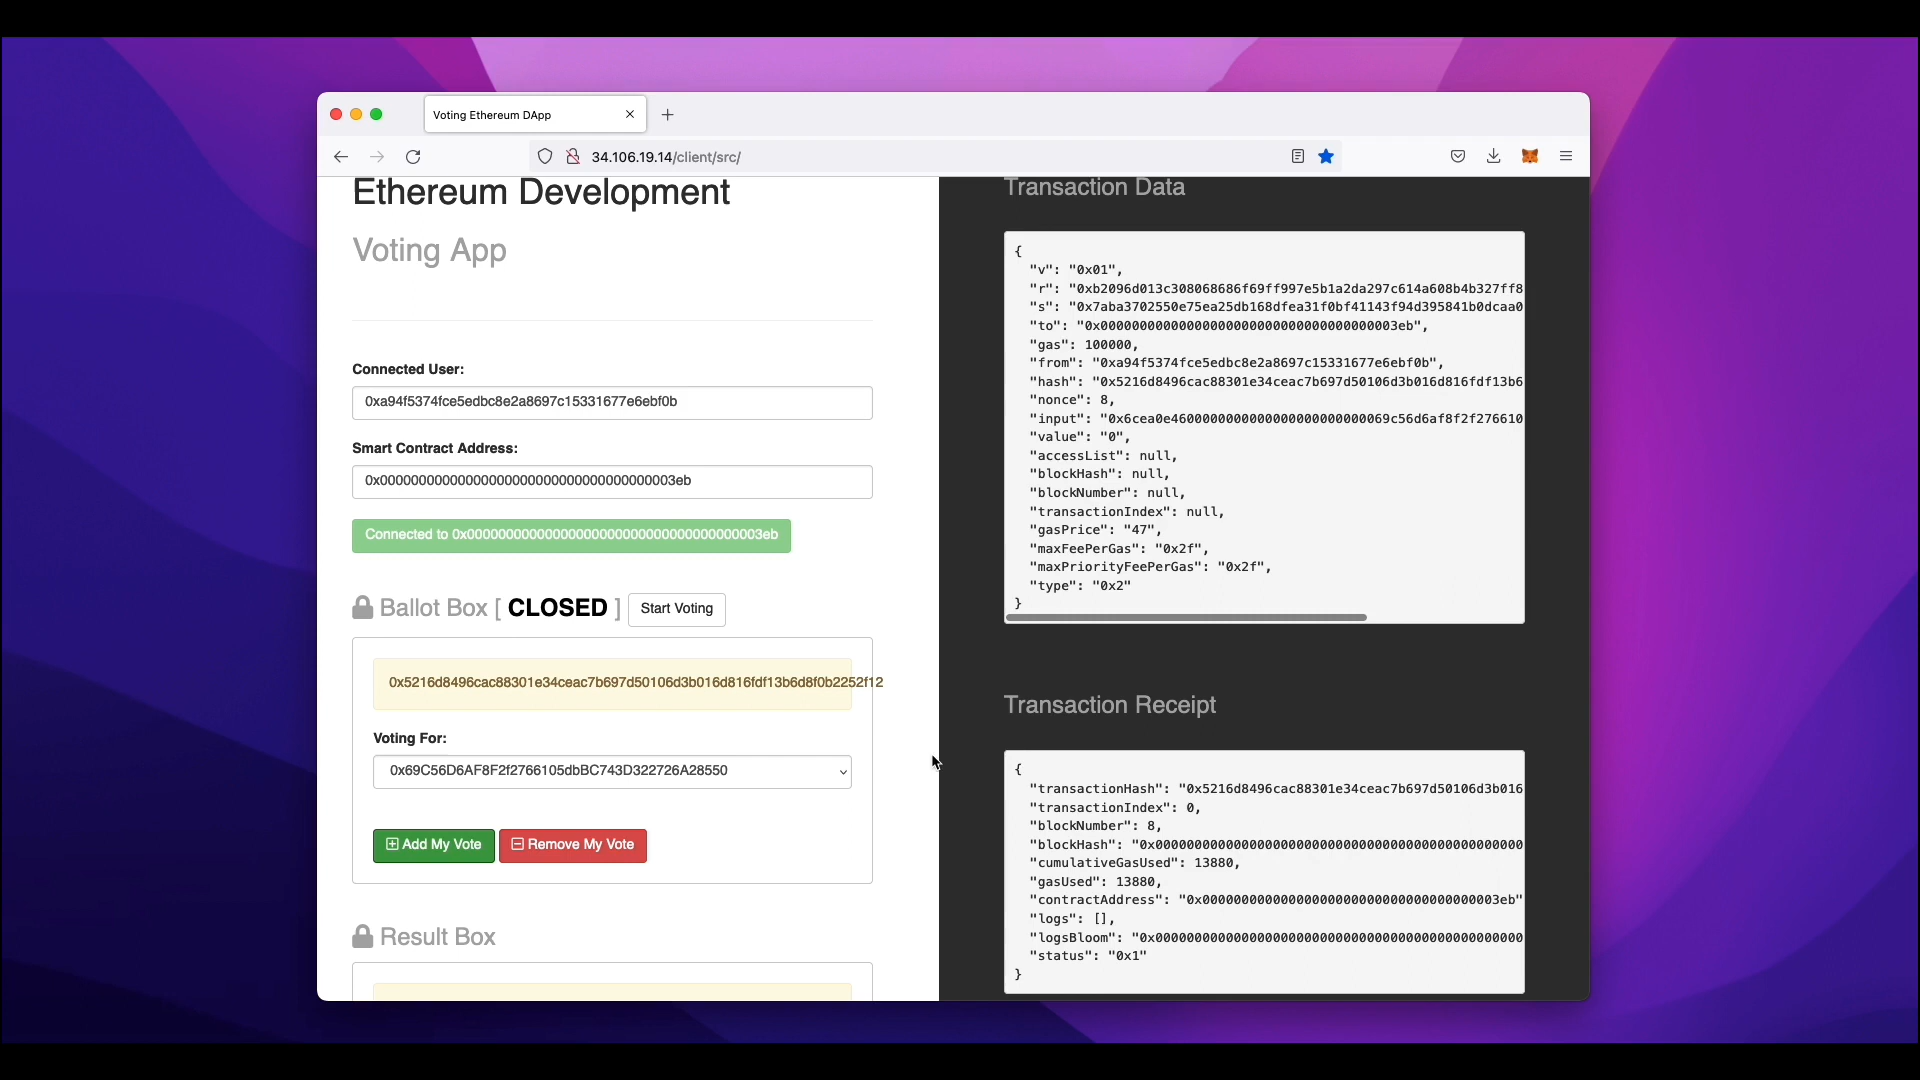 Voting Ethereum DApp
34.106.19.14/client/src/
Ethereum Development
Voting App
Connected User:
0xa94f5374fce5edbc8e2a8697c15331677e6ebf0b
Smart Contract Address:
0x00000000000000000000000000000000000003eb
Connected to 0x00000000000000000000000000000000000003eb
Ballot Box [ CLOSED ] Start Voting
0x5216d8496cac88301e34ceac7b697d50106d3b016d816fdf13b6d8f0b2252f12
Voting For:
0x69C56D6AF8F2f2766105dbBC743D322726A28550
Add My Vote Remove My Vote
Result Box
Transaction Data
{
"v": "0x01",
"r": "0xb2096d013c308068686f69ff997e5b1a2da297c614a608b4b327ff8
"s": "0x7aba3702550e75ea25db168dfea31f0bf41143f94d395841b0dcaa0
"to": "0x00000000000000000000000000000000000003eb",
"gas": 100000,
"from": "0xa94f5374fce5edbc8e2a8697c15331677e6ebf0b",
"hash": "0x5216d8496cac88301e34ceac7b697d50106d3b016d816fdf13b6
"nonce": 8,
"input": "0x6cea0e4600000000000000000000000069c56d6af8f2f276610
"value": "0",
"accessList": null,
"blockHash": null,
"blockNumber": null,
"transactionIndex": null,
"gasPrice": "47",
"maxFeePerGas": "0x2f",
"maxPriorityFeePerGas": "0x2f",
"type": "0x2"
}
Transaction Receipt
{
"transactionHash": "0x5216d8496cac88301e34ceac7b697d50106d3b016
"transactionIndex": 0,
"blockNumber": 8,
"blockHash": "0x00000000000000000000000000000000000000000000000
"cumulativeGasUsed": 13880,
"gasUsed": 13880,
"contractAddress": "0x00000000000000000000000000000000000003eb"
"logs": [],
"logsBloom": "0x00000000000000000000000000000000000000000000000
"status": "0x1"
}